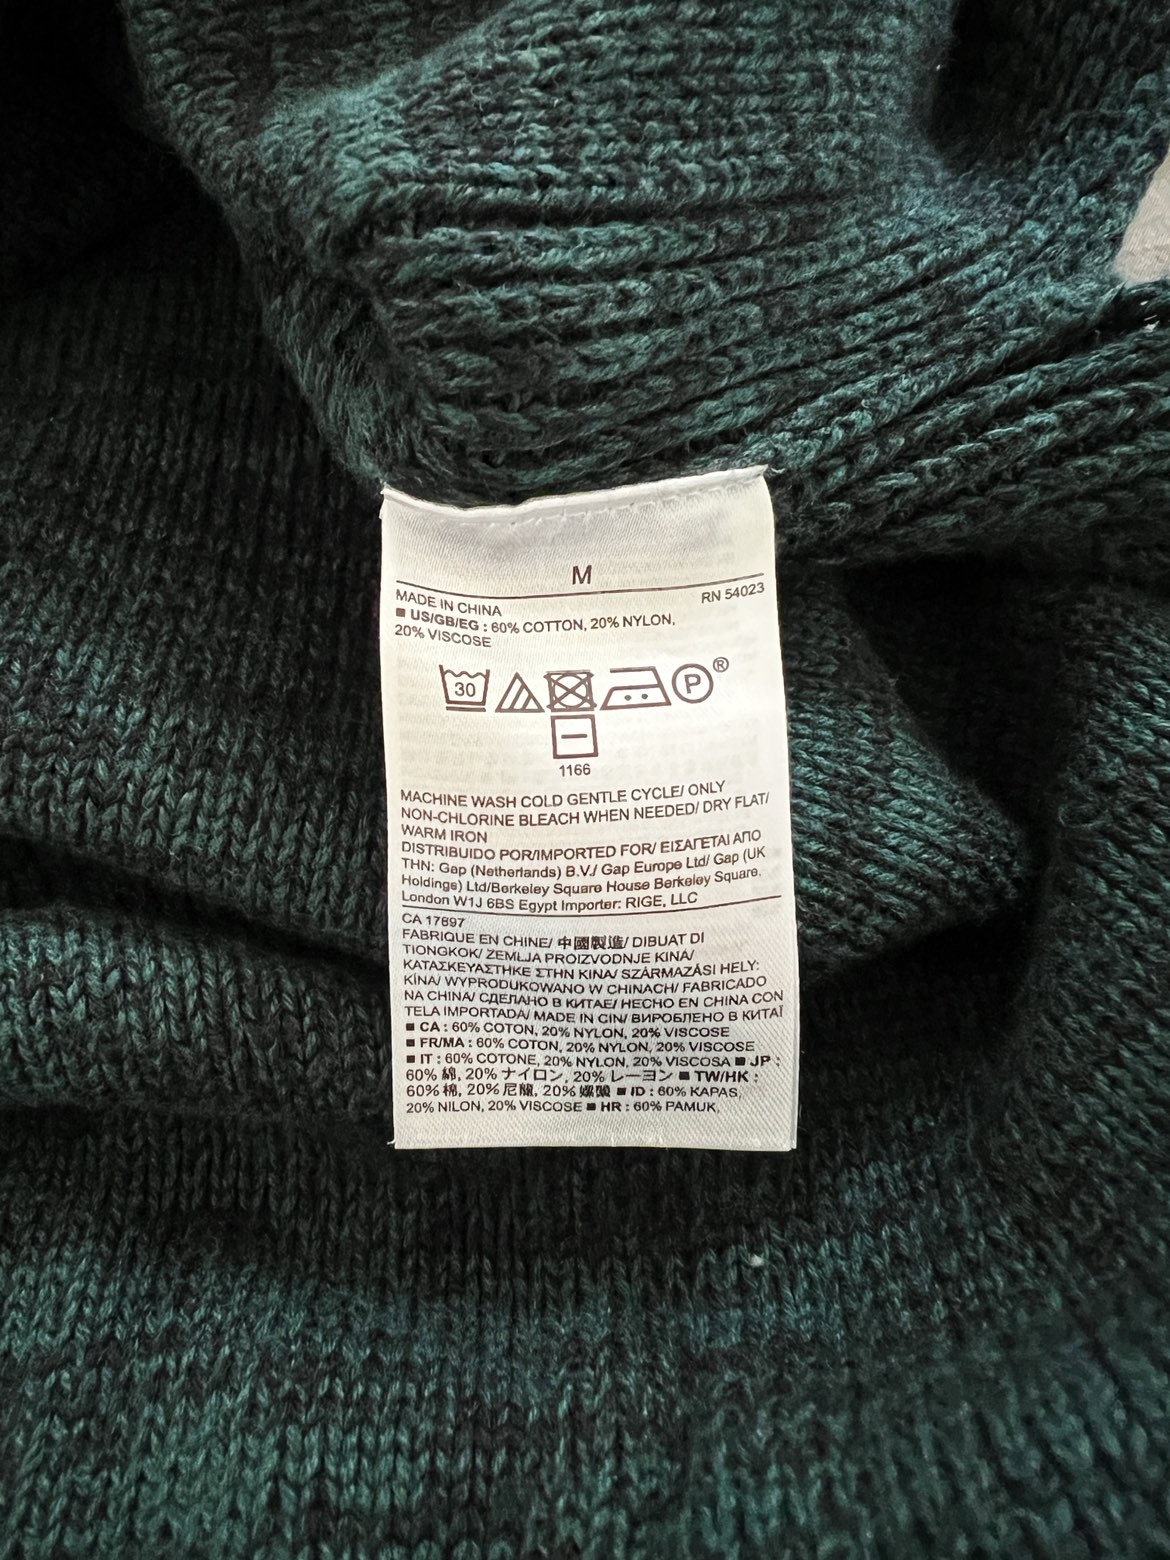 M
MADE IN CHINA RN 54023
■ US/GB/EG : 60% COTTON, 20% NYLON,
20% VISCOSE
30 P ®
1166
MACHINE WASH COLD GENTLE CYCLE/ ONLY
NON-CHLORINE BLEACH WHEN NEEDED/ DRY FLAT/
WARM IRON
DISTRIBUIDO POR/IMPORTED FOR/ ΕΙΣΑΓΕΤΑΙ ΑΠΟ
ΤΗΝ: Gap (Netherlands) B.V./ Gap Europe Ltd/ Gap (UK
Holdings) Ltd/Berkeley Square House Berkeley Square.
London W1J 6BS Egypt Importer: RIGE, LLC
CA 17897
FABRIQUE EN CHINE/ 中國製造/ DIBUAT DI
TIONGKOK/ ZEMLJA PROIZVODNJE KINA/
ΚΑΤΑΣΚΕΥΑΣΤΗΚΕ ΣΤΗΝ ΚΙΝΑ/ SZÁRMAZÁSI HELY:
KÍNA/ WYPRODUKOWANO W CHINACH/ FABRICADO
NA CHINA/ СДЕЛАНО В КИТАЕ/ HECHO EN CHINA CON
TELA IMPORTADA/ MADE IN CIN/ ВИРОБЛЕНО В КИТАЇ
■ CA : 60% COTON, 20% NYLON, 20% VISCOSE
■ FR/MA : 60% COTON, 20% NYLON, 20% VISCOSE
■ IT : 60% COTONE, 20% NYLON, 20% VISCOSA ■ JP :
60% 綿, 20% ナイロン, 20% レーヨン ■ TW/HK :
60% 棉, 20% 尼龍, 20% 嫘縈 ■ ID : 60% KAPAS,
20% NILON, 20% VISCOSE ■ HR : 60% PAMUK,